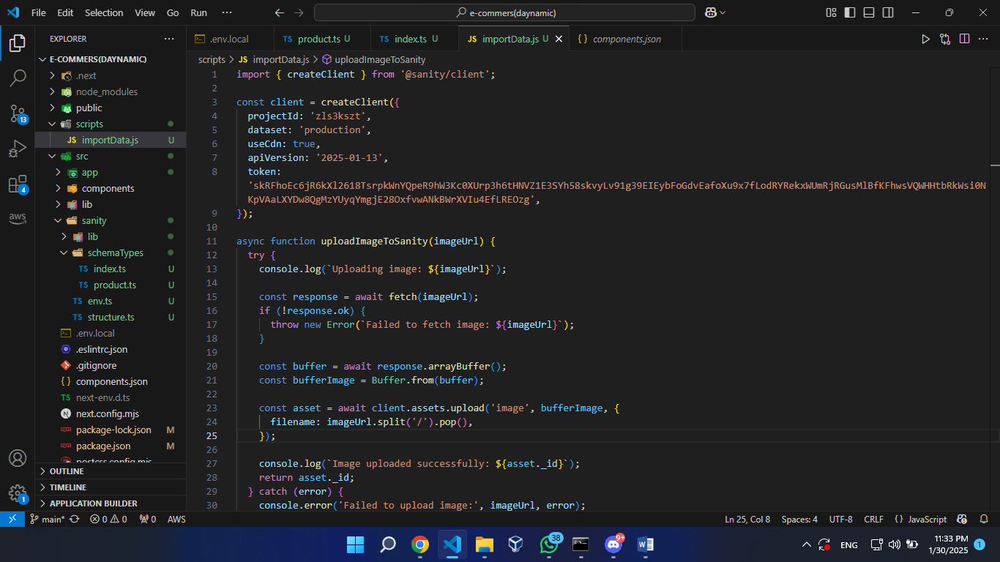 File Edit Selection View Go Run ··· e-commers(daynamic)
EXPLORER
.env.local
TS product.ts U
TS index.ts U
JS importData.js U
{ } components.json
E-COMMERS(DAYNAMIC)
.next
node_modules
public
scripts
JS importData.js U
src
app
components
lib
sanity
lib
schemaTypes
TS index.ts U
TS product.ts U
TS env.ts U
TS structure.ts U
.env.local
.eslintrc.json
.gitignore
{ } components.json
TS next-env.d.ts
N next.config.mjs
package-lock.json M
package.json M
postcss.config.mjs
OUTLINE
TIMELINE
APPLICATION BUILDER
13
4
aws
1
scripts > JS importData.js > uploadImageToSanity
1 import { createClient } from '@sanity/client';
2
3 const client = createClient({
4 projectId: 'zls3kszt',
5 dataset: 'production',
6 useCdn: true,
7 apiVersion: '2025-01-13',
8 token:
9 });
10
11 async function uploadImageToSanity(imageUrl) {
12 try {
13 console.log(`Uploading image: ${imageUrl}`);
14
15 const response = await fetch(imageUrl);
16 if (!response.ok) {
17 throw new Error(`Failed to fetch image: ${imageUrl}`);
18 }
19
20 const buffer = await response.arrayBuffer();
21 const bufferImage = Buffer.from(buffer);
22
23 const asset = await client.assets.upload('image', bufferImage, {
24 filename: imageUrl.split('/').pop(),
25 });
26
27 console.log(`Image uploaded successfully: ${asset._id}`);
28 return asset._id;
29 } catch (error) {
30 console.error('Failed to upload image:', imageUrl, error);
main* 0 0 0 AWS
Ln 25, Col 8 Spaces: 4 UTF-8 CRLF { } JavaScript
38
9+
ENG
11:33 PM
1/30/2025
1